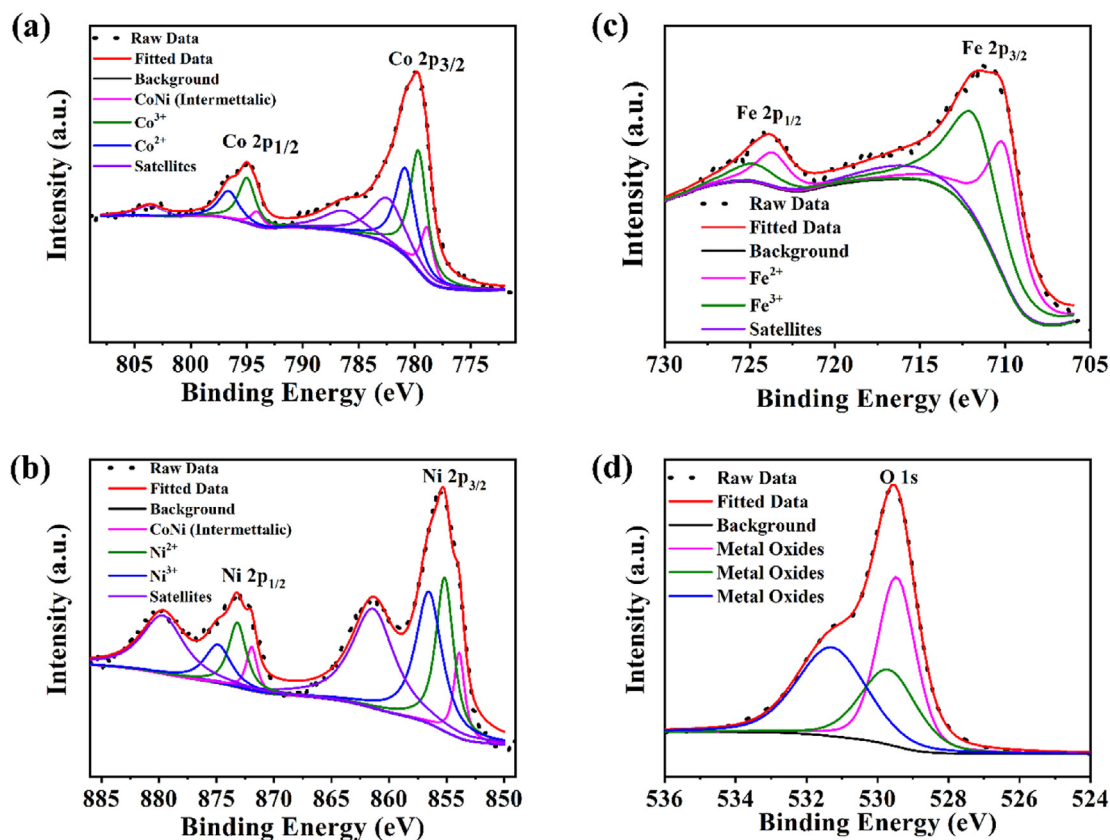 (a)
Raw Data
Fitted Data
Background
CoNi (Intermettalic)
Co3+
Co2+
Satellites
Co 2p1/2
Co 2p3/2
Intensity (a.u.)
805 800 795 790 785 780 775
Binding Energy (eV)
(c)
Fe 2p3/2
Fe 2p1/2
Raw Data
Fitted Data
Background
Fe2+
Fe3+
Satellites
Intensity (a.u.)
730 725 720 715 710 705
Binding Energy (eV)
(b)
Raw Data
Fitted Data
Background
CoNi (Intermettalic)
Ni2+
Ni3+
Satellites
Ni 2p1/2
Ni 2p3/2
Intensity (a.u.)
885 880 875 870 865 860 855 850
Binding Energy (eV)
(d)
Raw Data
Fitted Data
Background
Metal Oxides
Metal Oxides
Metal Oxides
O 1s
Intensity (a.u.)
536 534 532 530 528 526 524
Binding Energy (eV)